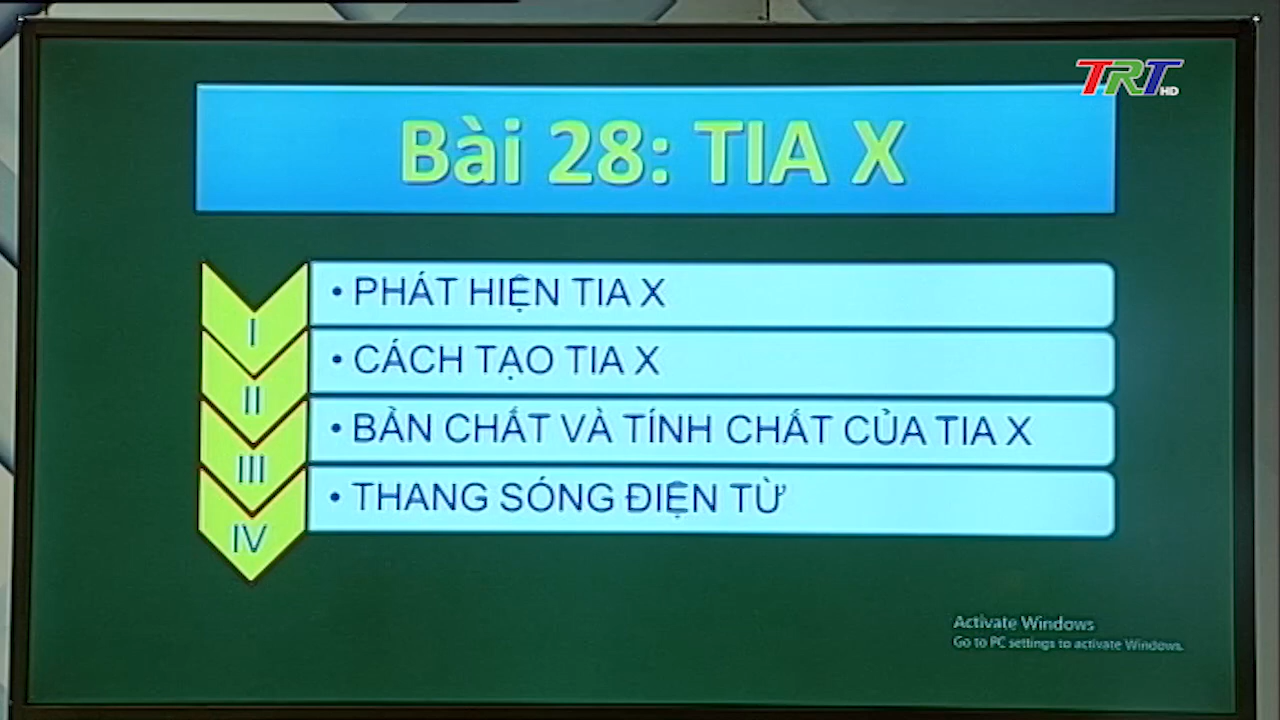 TRT HD
Bài 28: TIA X
I
• PHÁT HIỆN TIA X
II
• CÁCH TẠO TIA X
III
• BẢN CHẤT VÀ TÍNH CHẤT CỦA TIA X
IV
• THANG SÓNG ĐIỆN TỪ
Activate Windows
Go to PC settings to activate Windows.